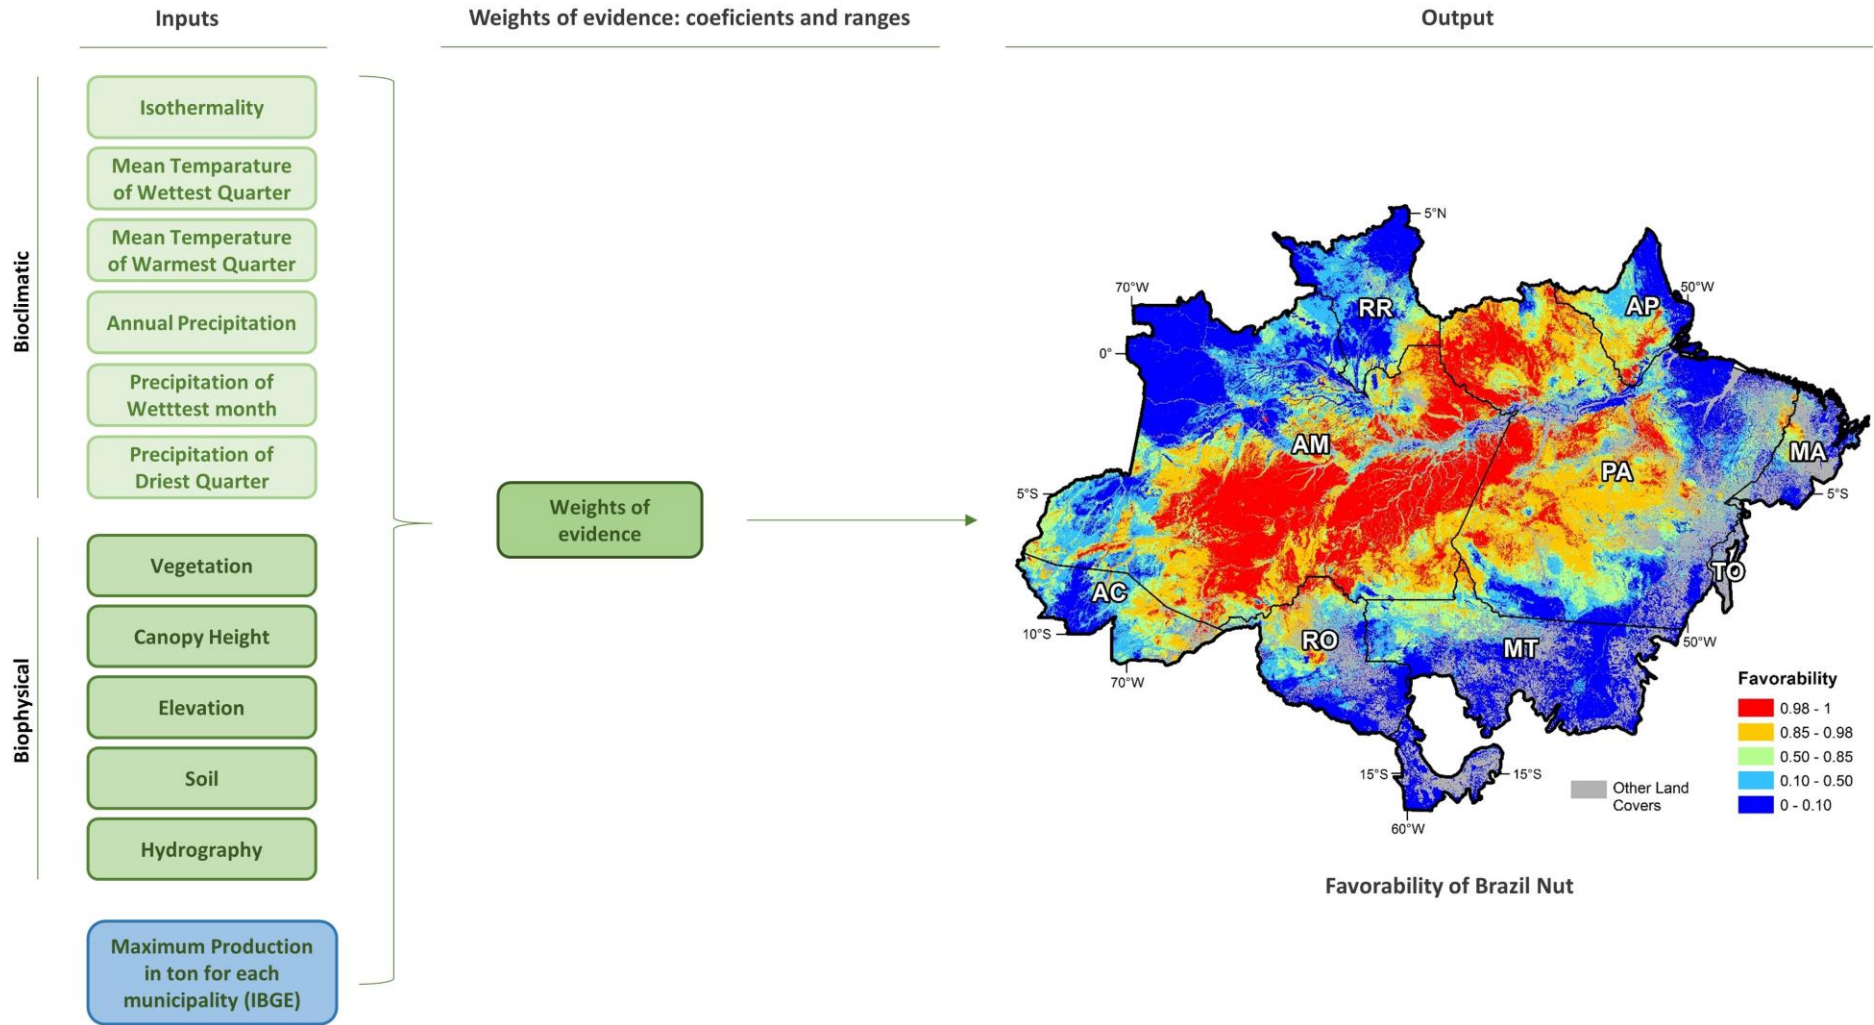 Inputs
Weights of evidence: coeficients and ranges
Output
Bioclimatic
Isothermality
Mean Temparature
of Wettest Quarter
Mean Temperature
of Warmest Quarter
Annual Precipitation
Precipitation of
Wetttest month
Precipitation of
Driest Quarter
Biophysical
Vegetation
Canopy Height
Elevation
Soil
Hydrography
Maximum Production
in ton for each
municipality (IBGE)
Weights of
evidence
5°N
70°W
50°W
RR
AP
0°
AM
MA
PA
5°S
5°S
TO
AC
10°S
RO
MT
50°W
70°W
15°S
15°S
60°W
Other Land
Covers
Favorability
0.98 - 1
0.85 - 0.98
0.50 - 0.85
0.10 - 0.50
0 - 0.10
Favorability of Brazil Nut